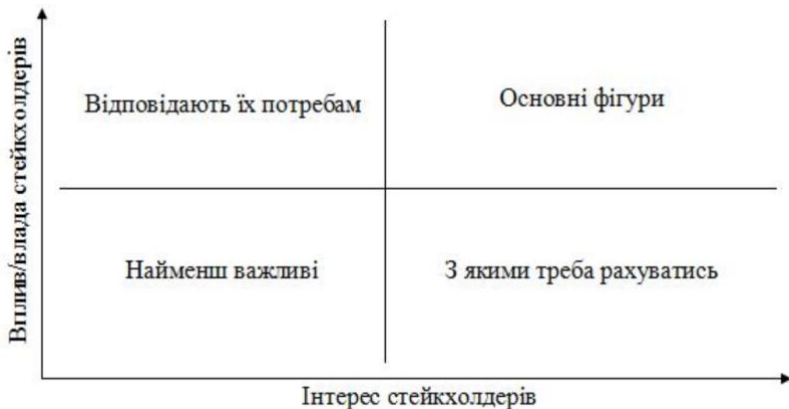 Вплив/влада стейкхолдерів
Відповідають їх потребам
Основні фігури
Найменш важливі
З якими треба рахуватись
Інтерес стейкхолдерів